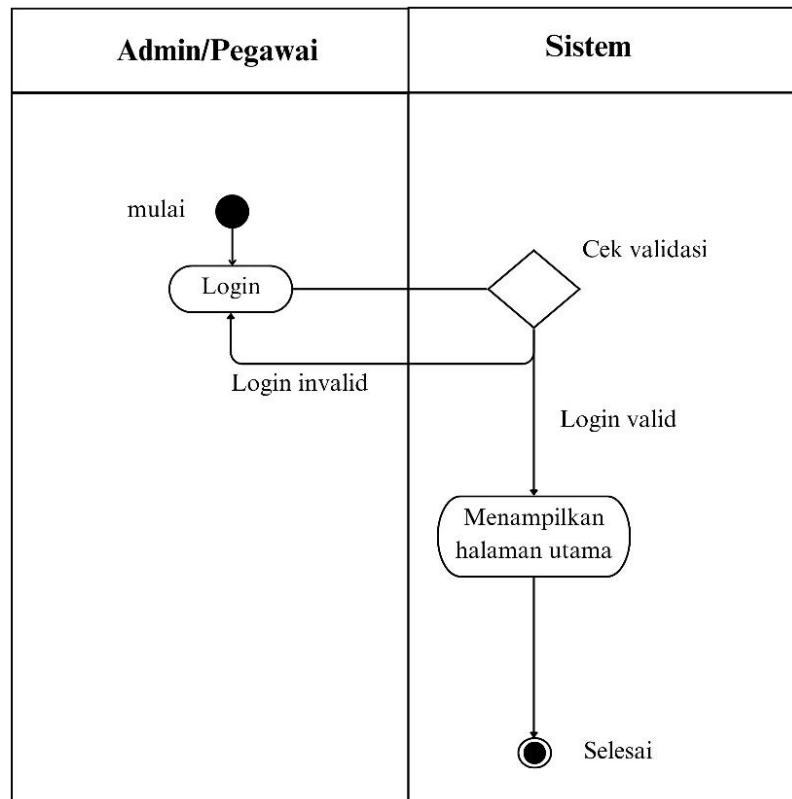 Admin/Pegawai
Sistem
mulai
Login
Cek validasi
Login invalid
Login valid
Menampilkan
halaman utama
Selesai